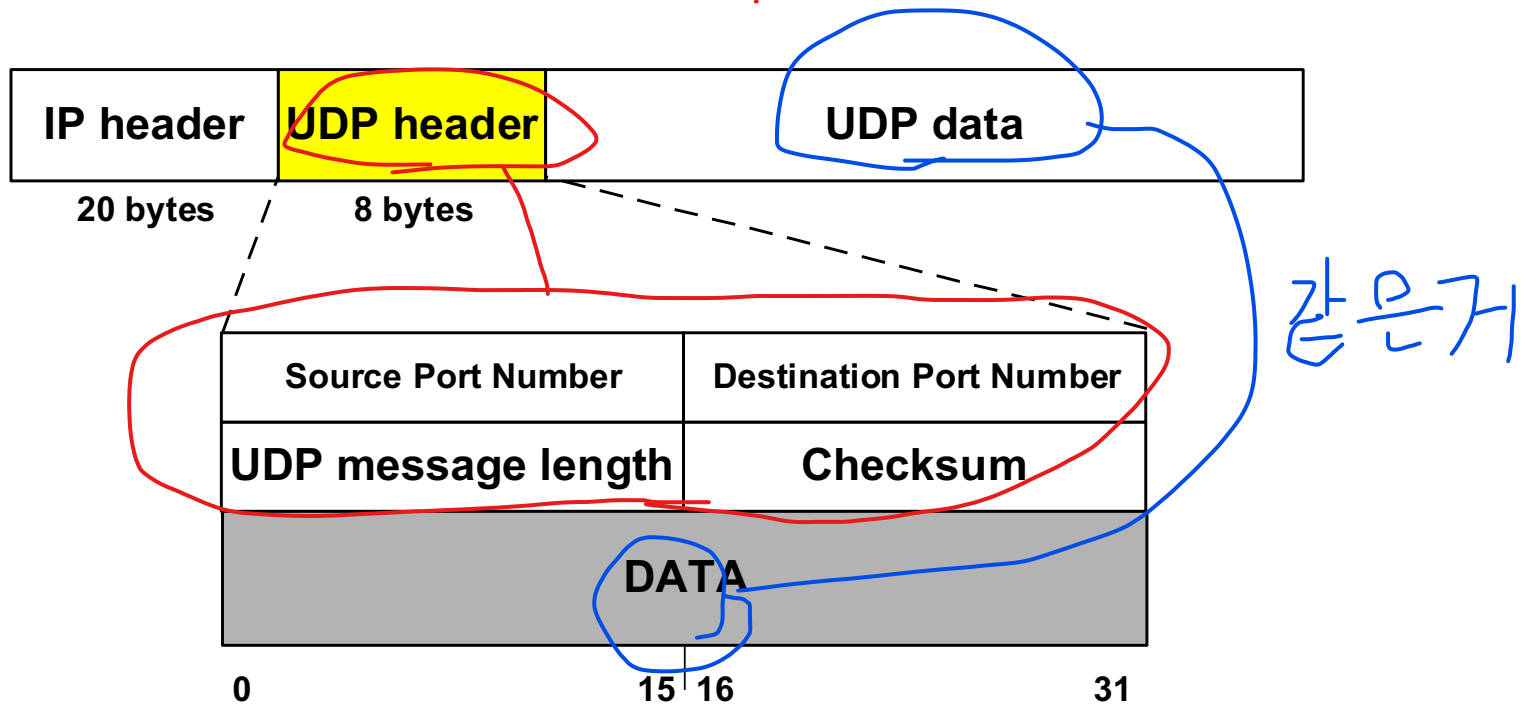 IP header UDP header UDP data
20 bytes 8 bytes
같은거
Source Port Number Destination Port Number
UDP message length Checksum
DATA
0 15 16 31